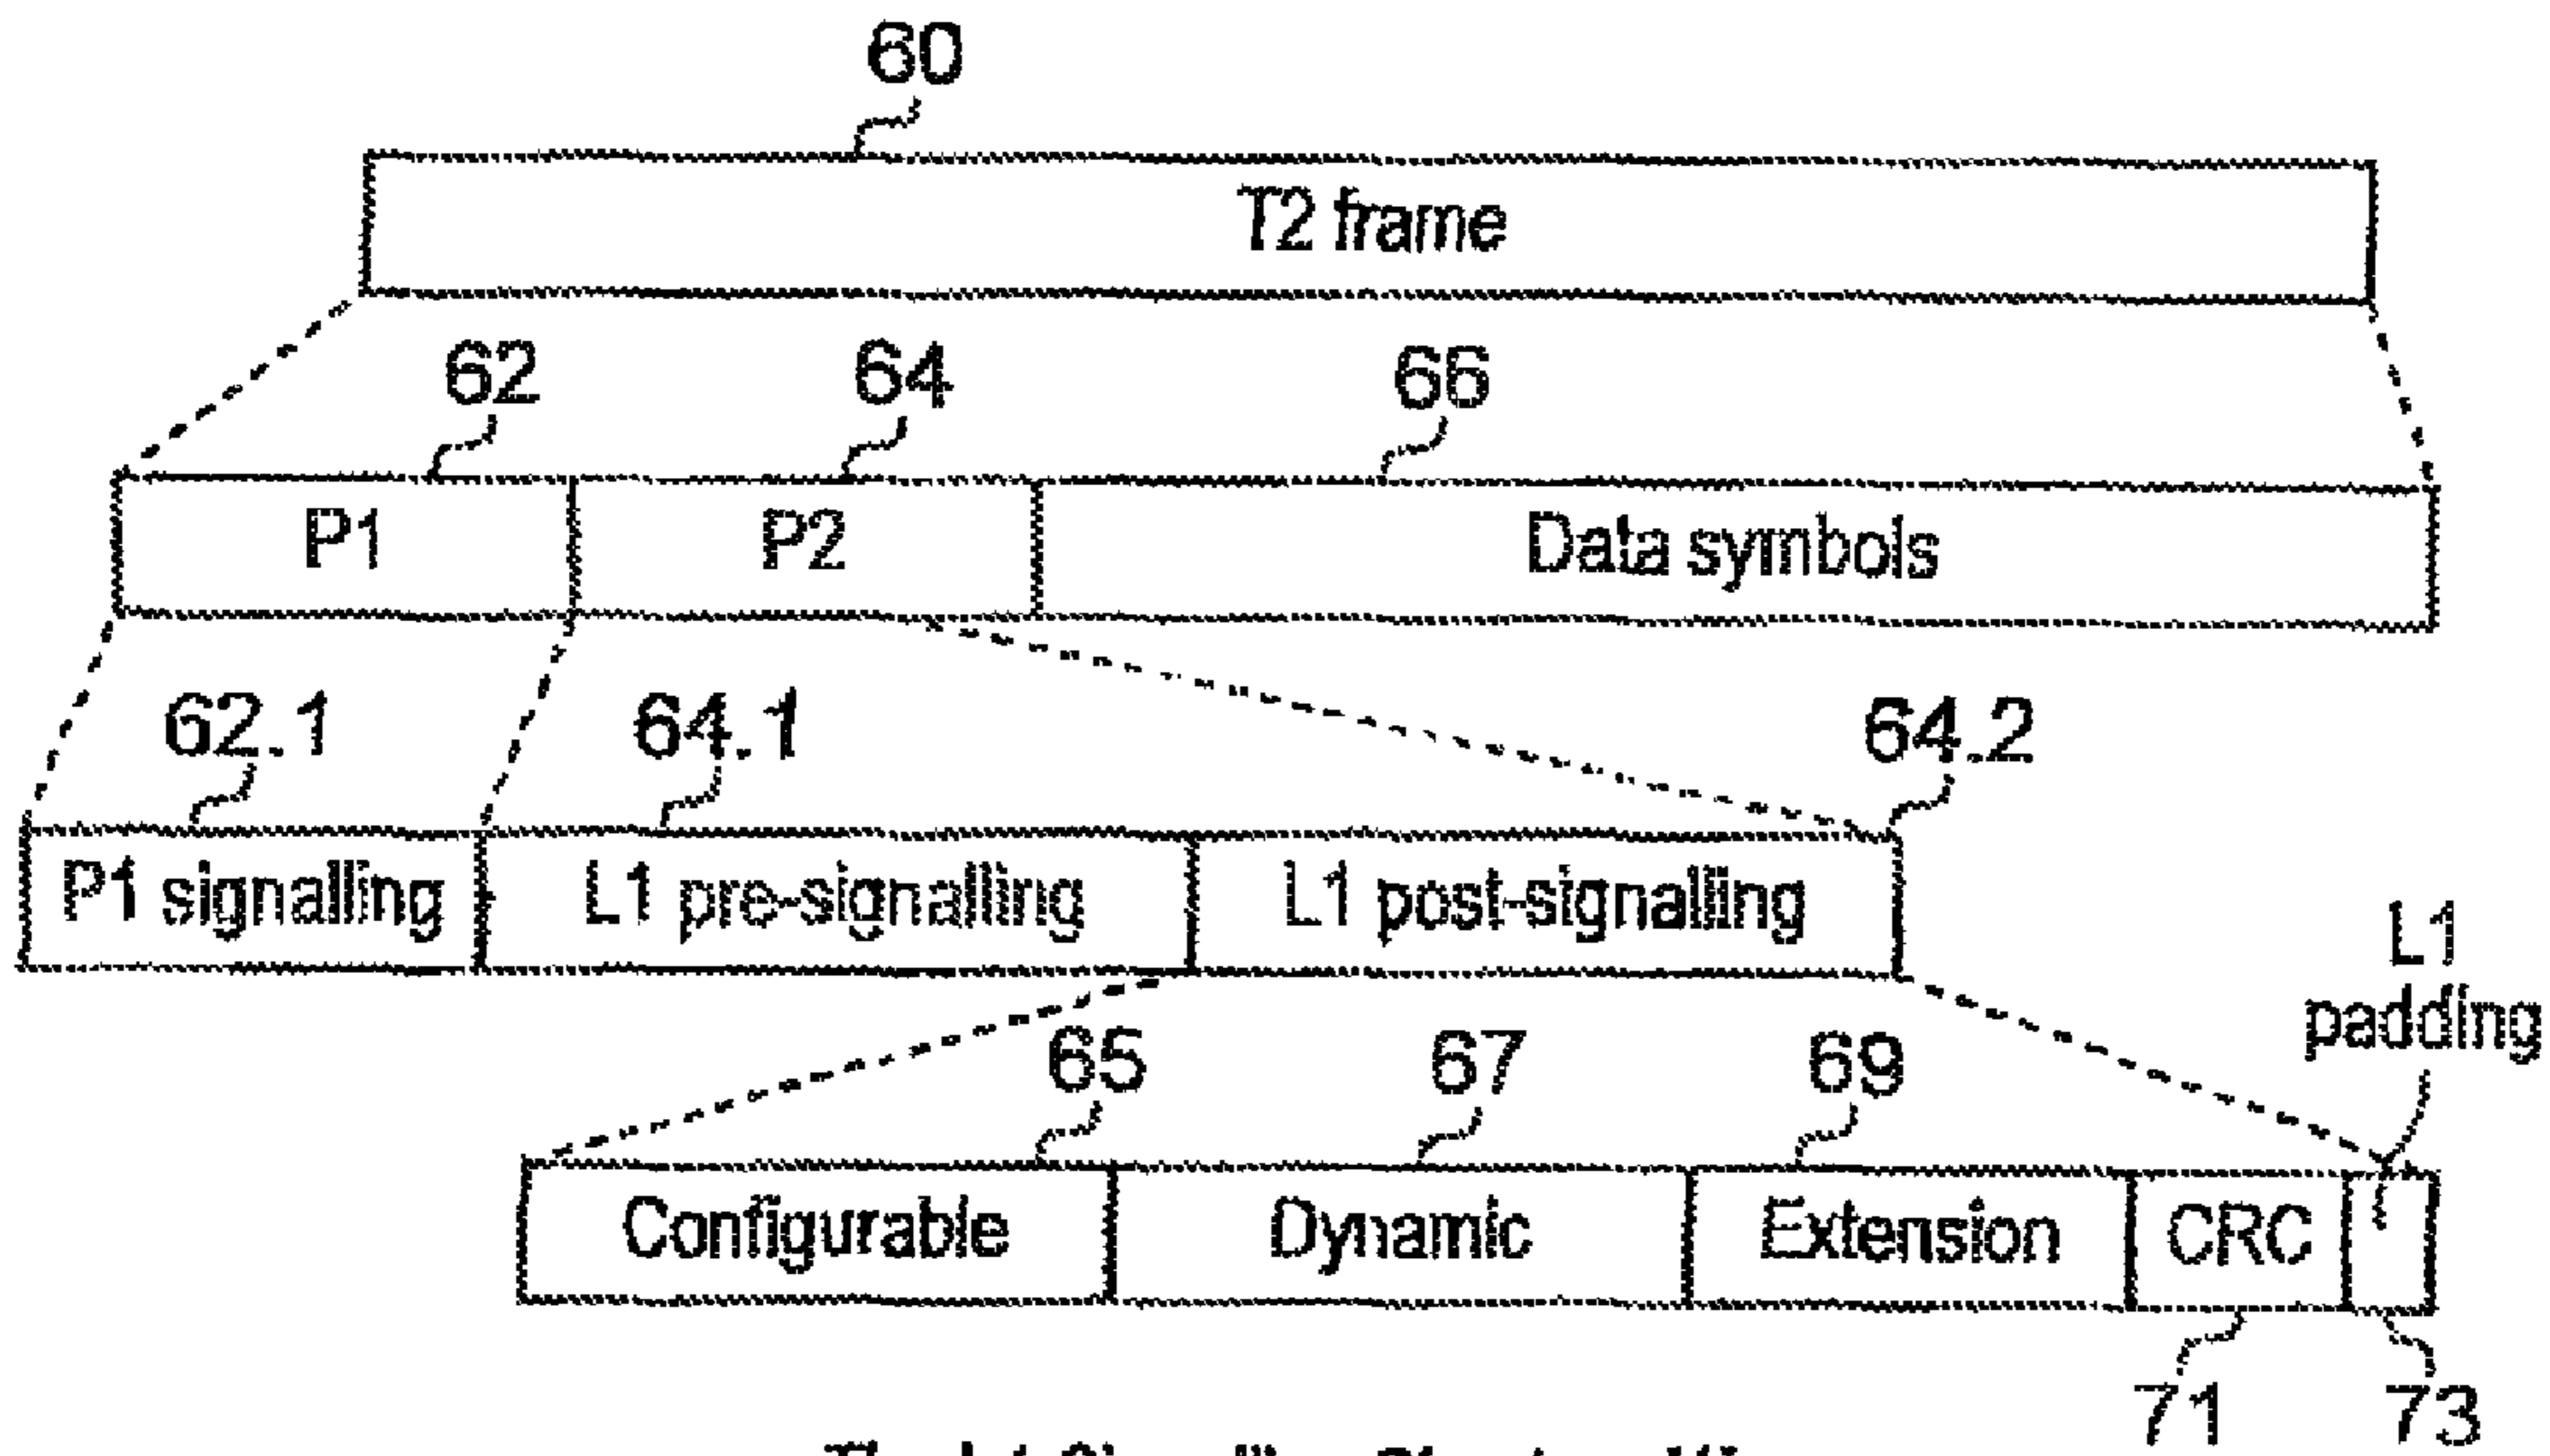 60
T2 frame
62 64 66
P1 P2 Data symbols
62.1 64.1 64.2
P1 signalling L1 pre-signalling L1 post-signalling
L1
padding
65 67 69
Configurable Dynamic Extension CRC
71 73